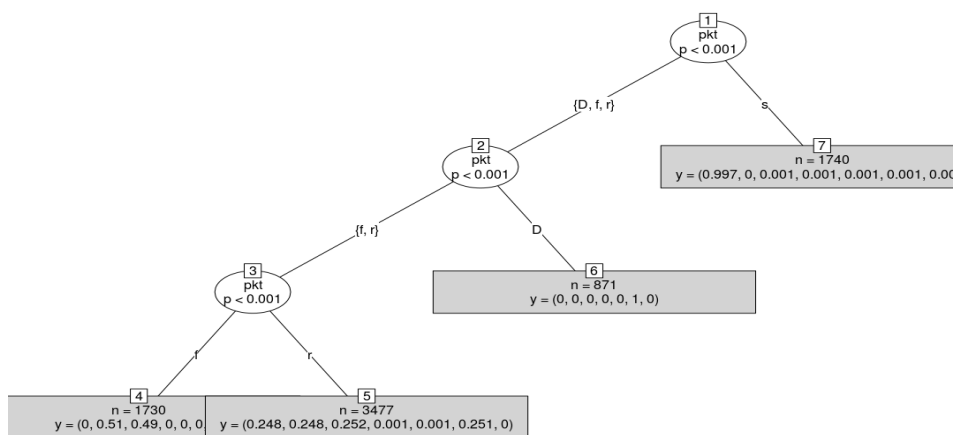 1
pkt
p < 0.001
{D, f, r}
s
2
pkt
p < 0.001
7
n = 1740
y = (0.997, 0, 0.001, 0.001, 0.001, 0.001, 0.00
{f, r}
D
3
pkt
p < 0.001
6
n = 871
y = (0, 0, 0, 0, 0, 1, 0)
f
r
4
n = 1730
y = (0, 0.51, 0.49, 0, 0, 0,
5
n = 3477
y = (0.248, 0.248, 0.252, 0.001, 0.001, 0.251, 0)